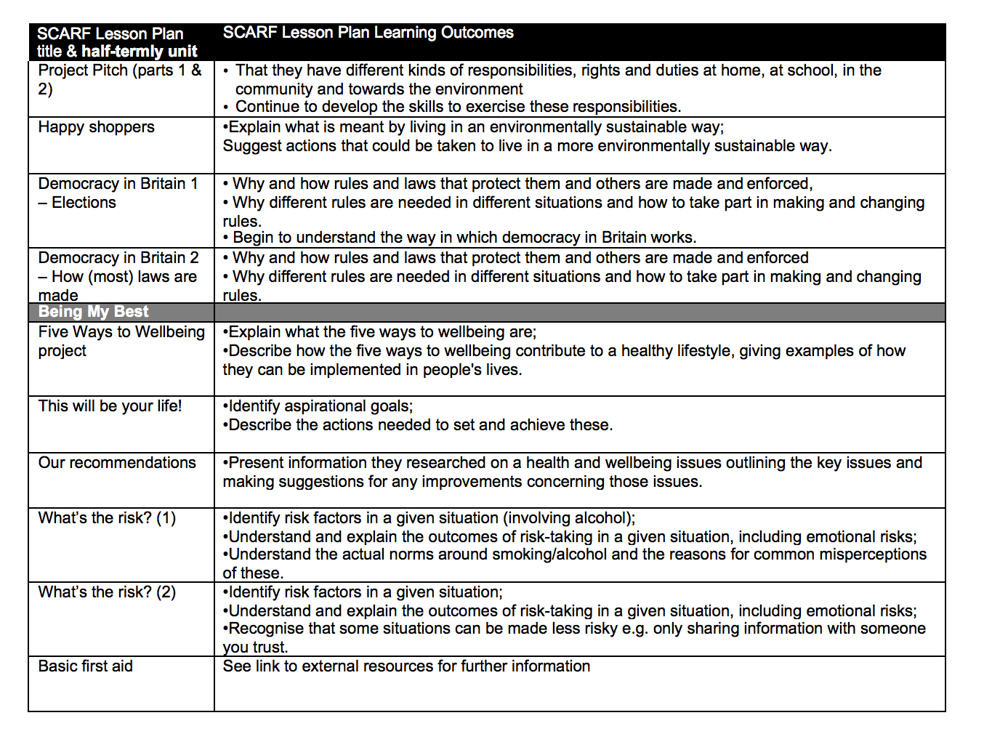 SCARF Lesson Plan
title & half-termly unit
SCARF Lesson Plan Learning Outcomes
Project Pitch (parts 1 &
2)
• That they have different kinds of responsibilities, rights and duties at home, at school, in the
community and towards the environment
• Continue to develop the skills to exercise these responsibilities.
Happy shoppers
•Explain what is meant by living in an environmentally sustainable way;
Suggest actions that could be taken to live in a more environmentally sustainable way.
Democracy in Britain 1
– Elections
• Why and how rules and laws that protect them and others are made and enforced,
• Why different rules are needed in different situations and how to take part in making and changing
rules.
• Begin to understand the way in which democracy in Britain works.
Democracy in Britain 2
– How (most) laws are
made
• Why and how rules and laws that protect them and others are made and enforced
• Why different rules are needed in different situations and how to take part in making and changing
rules.
Being My Best
Five Ways to Wellbeing
project
•Explain what the five ways to wellbeing are;
•Describe how the five ways to wellbeing contribute to a healthy lifestyle, giving examples of how
they can be implemented in people's lives.
This will be your life!
•Identify aspirational goals;
•Describe the actions needed to set and achieve these.
Our recommendations
•Present information they researched on a health and wellbeing issues outlining the key issues and
making suggestions for any improvements concerning those issues.
What’s the risk? (1)
•Identify risk factors in a given situation (involving alcohol);
•Understand and explain the outcomes of risk-taking in a given situation, including emotional risks;
•Understand the actual norms around smoking/alcohol and the reasons for common misperceptions
of these.
What’s the risk? (2)
•Identify risk factors in a given situation;
•Understand and explain the outcomes of risk-taking in a given situation, including emotional risks;
•Recognise that some situations can be made less risky e.g. only sharing information with someone
you trust.
Basic first aid
See link to external resources for further information